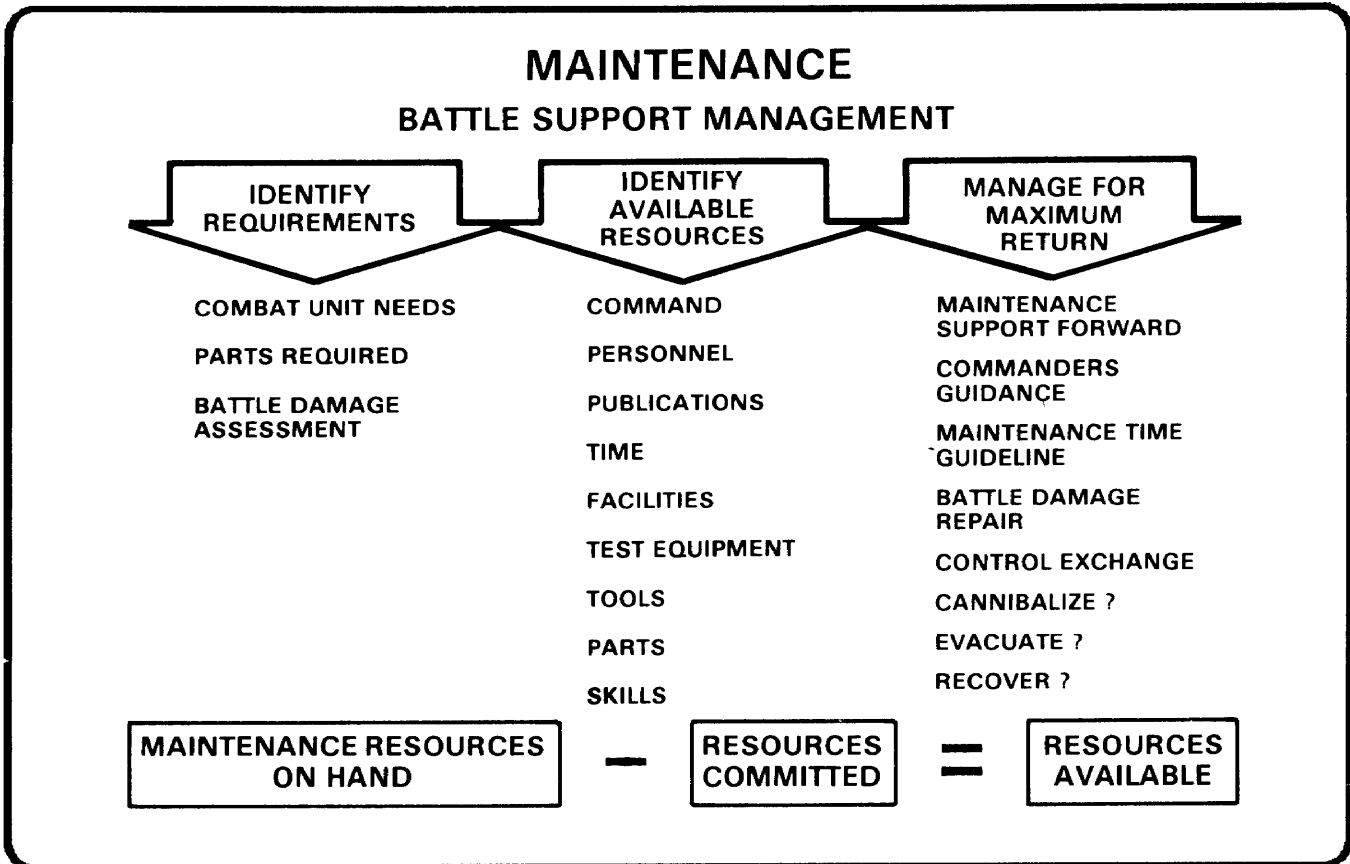 MAINTENANCE
BATTLE SUPPORT MANAGEMENT
IDENTIFY
REQUIREMENTS
COMBAT UNIT NEEDS
PARTS REQUIRED
BATTLE DAMAGE
ASSESSMENT
IDENTIFY
AVAILABLE
RESOURCES
COMMAND
PERSONNEL
PUBLICATIONS
TIME
FACILITIES
TEST EQUIPMENT
TOOLS
PARTS
SKILLS
MANAGE FOR
MAXIMUM
RETURN
MAINTENANCE
SUPPORT FORWARD
COMMANDERS
GUIDANCE
MAINTENANCE TIME
GUIDELINE
BATTLE DAMAGE
REPAIR
CONTROL EXCHANGE
CANNIBALIZE ?
EVACUATE ?
RECOVER ?
MAINTENANCE RESOURCES
ON HAND
—
RESOURCES
COMMITTED
=
RESOURCES
AVAILABLE